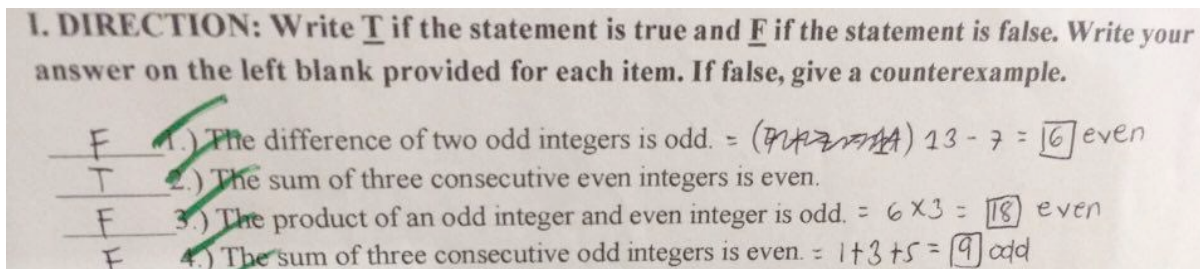 I. DIRECTION: Write T if the statement is true and F if the statement is false. Write your
answer on the left blank provided for each item. If false, give a counterexample.
F 1.) The difference of two odd integers is odd. = ( ) 13 - 7 = 6 even
T 2.) The sum of three consecutive even integers is even.
F 3.) The product of an odd integer and even integer is odd. = 6 X 3 = 18 even
F 4.) The sum of three consecutive odd integers is even. = 1+3+5 = 9 odd